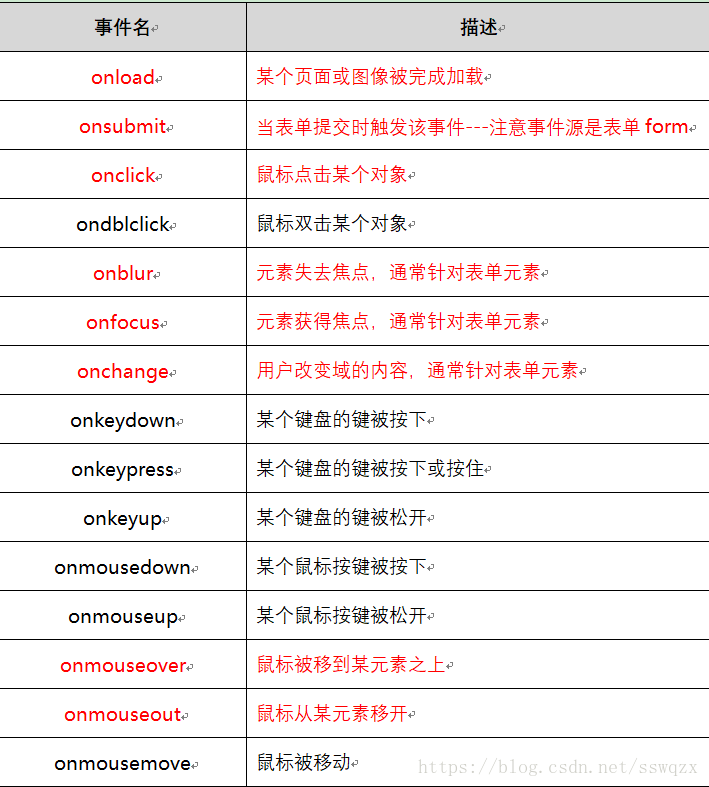 事件名 描述
onload 某个页面或图像被完成加载
onsubmit 当表单提交时触发该事件---注意事件源是表单 form
onclick 鼠标点击某个对象
ondblclick 鼠标双击某个对象
onblur 元素失去焦点，通常针对表单元素
onfocus 元素获得焦点，通常针对表单元素
onchange 用户改变域的内容，通常针对表单元素
onkeydown 某个键盘的键被按下
onkeypress 某个键盘的键被按下或按住
onkeyup 某个键盘的键被松开
onmousedown 某个鼠标按键被按下
onmouseup 某个鼠标按键被松开
onmouseover 鼠标被移到某元素之上
onmouseout 鼠标从某元素移开
onmousemove 鼠标被移动
https://blog.csdn.net/sswqzx